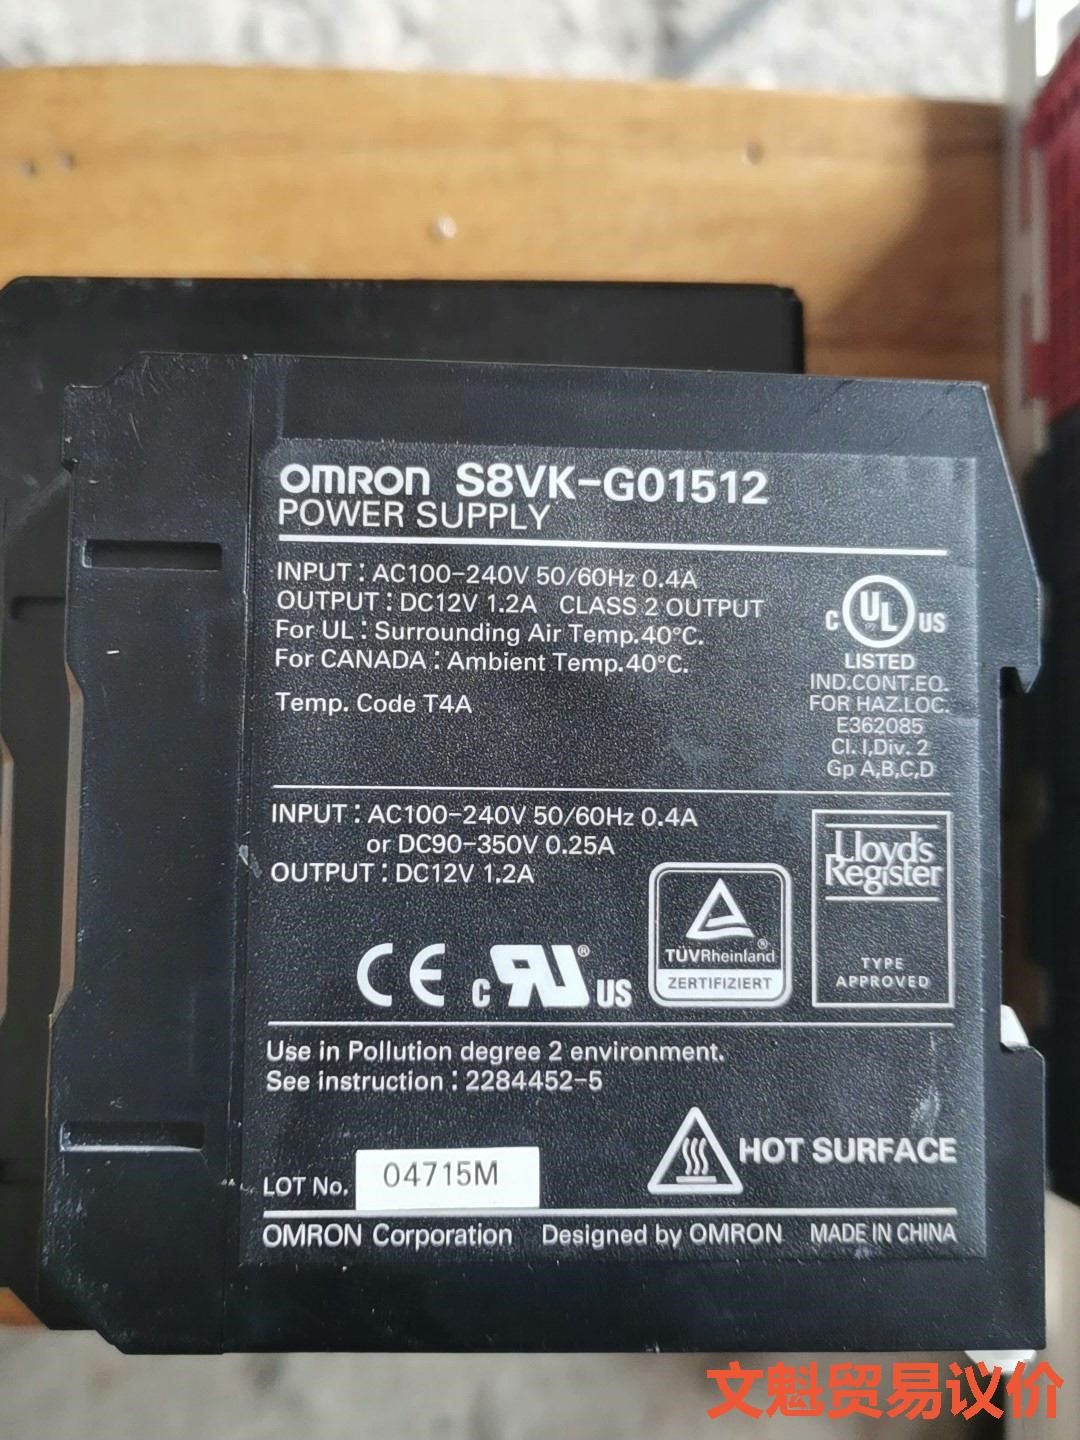 OMRON S8VK-G01512
POWER SUPPLY
INPUT : AC100-240V 50/60Hz 0.4A
OUTPUT : DC12V 1.2A CLASS 2 OUTPUT
For UL : Surrounding Air Temp.40°C.
For CANADA : Ambient Temp.40°C.
Temp. Code T4A
C UL US
LISTED
IND.CONT.EQ.
FOR HAZ.LOC.
E362085
Cl. I,Div. 2
Gp A,B,C,D
INPUT : AC100-240V 50/60Hz 0.4A
or DC90-350V 0.25A
OUTPUT : DC12V 1.2A
CE c RU® US
TÜVRheinland®
ZERTIFIZIERT
Lloyd's
Register
TYPE
APPROVED
Use in Pollution degree 2 environment.
See instruction : 2284452-5
HOT SURFACE
LOT No. 04715M
OMRON Corporation Designed by OMRON MADE IN CHINA
文魁贸易议价